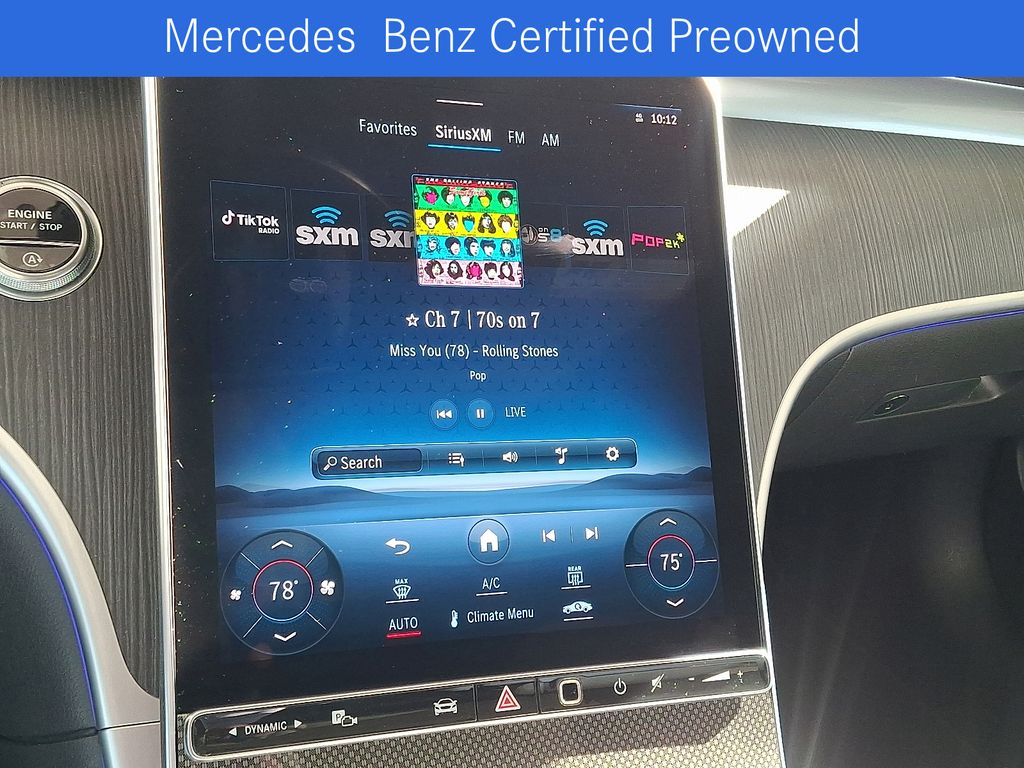 Mercedes Benz Certified Preowned
10:12
Favorites SiriusXM FM AM
ENGINE
START / STOP
A
TikTok
RADIO
sxm
sxm
POP2K
☆ Ch 7 | 70s on 7
Miss You (78) - Rolling Stones
Pop
LIVE
Search
78°
75°
MAX
REAR
A/C
AUTO
Climate Menu
DYNAMIC
P